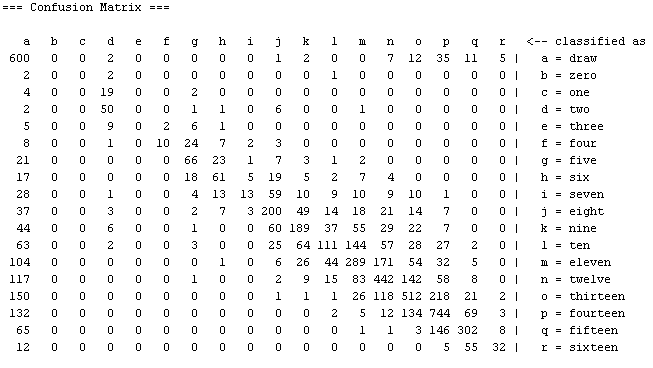 === Confusion Matrix ===
a b c d e f g h i j k l m n o p q r <-- classified as
600 0 0 2 0 0 0 0 0 1 2 0 0 7 12 35 11 5 | a = draw
2 0 0 2 0 0 0 0 0 0 0 1 0 0 0 0 0 0 | b = zero
4 0 0 19 0 0 2 0 0 0 0 0 0 0 0 0 0 0 | c = one
2 0 0 50 0 0 1 1 0 6 0 0 1 0 0 0 0 0 | d = two
5 0 0 9 0 2 6 1 0 0 0 0 0 0 0 0 0 0 | e = three
8 0 0 1 0 10 24 7 2 3 0 0 0 0 0 0 0 0 | f = four
21 0 0 0 0 0 66 23 1 7 3 1 2 0 0 0 0 0 | g = five
17 0 0 0 0 0 18 61 5 19 5 2 7 4 0 0 0 0 | h = six
28 0 0 1 0 0 4 13 13 59 10 9 10 9 10 1 0 0 | i = seven
37 0 0 3 0 0 2 7 3 200 49 14 18 21 14 7 0 0 | j = eight
44 0 0 6 0 0 1 0 0 60 189 37 55 29 22 7 0 0 | k = nine
63 0 0 2 0 0 3 0 0 25 64 111 144 57 28 27 2 0 | l = ten
104 0 0 0 0 0 0 1 0 6 26 44 289 171 54 32 5 0 | m = eleven
117 0 0 0 0 0 1 0 0 2 9 15 83 442 142 58 8 0 | n = twelve
150 0 0 0 0 0 0 0 0 1 1 1 26 118 512 218 21 2 | o = thirteen
132 0 0 0 0 0 0 0 0 0 0 2 5 12 134 744 69 3 | p = fourteen
65 0 0 0 0 0 0 0 0 0 0 0 1 1 3 146 302 8 | q = fifteen
12 0 0 0 0 0 0 0 0 0 0 0 0 0 0 5 55 32 | r = sixteen